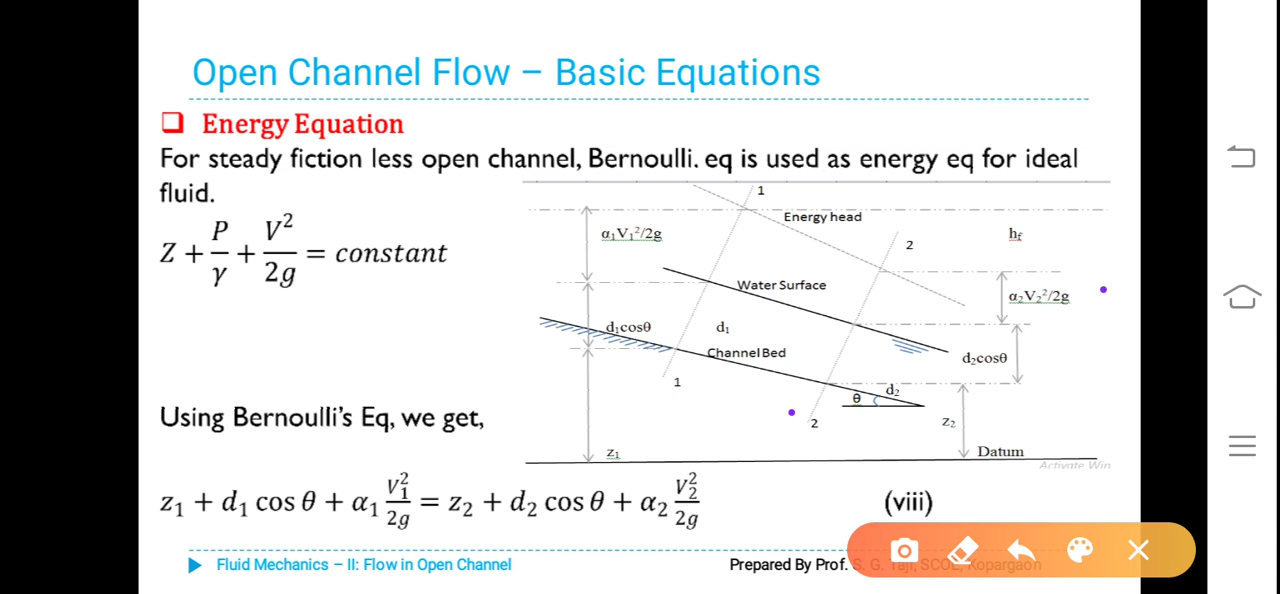 Open Channel Flow – Basic Equations
❑ Energy Equation
For steady fiction less open channel, Bernoulli. eq is used as energy eq for ideal
fluid.
Z + P/γ + V²/2g = constant
1
Energy head
α₁V₁²/2g
2
h_f
Water Surface
α₂V₂²/2g
d₁cosθ
d₁
Channel Bed
d₂cosθ
1
d₂
θ
2
z₂
z₁
Datum
Activate Win
Using Bernoulli's Eq, we get,
z₁ + d₁ cos θ + α₁ V₁²/2g = z₂ + d₂ cos θ + α₂ V₂²/2g (viii)
Fluid Mechanics – II: Flow in Open Channel
Prepared By Prof. S. G. Taji, SCOE, Kopargaon